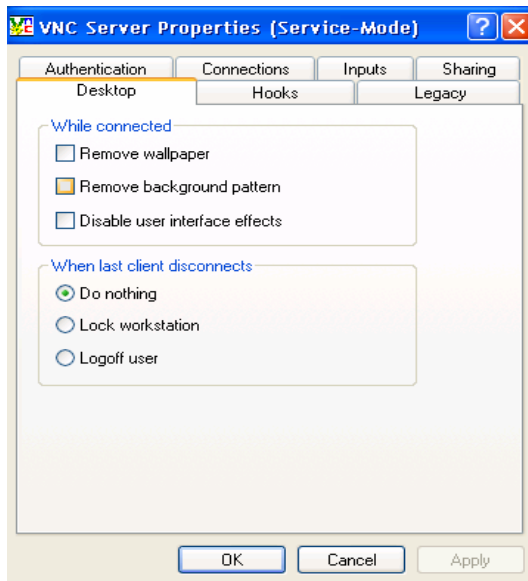 VNC Server Properties (Service-Mode)
Authentication Connections Inputs Sharing
Desktop Hooks Legacy
While connected
Remove wallpaper
Remove background pattern
Disable user interface effects
When last client disconnects
Do nothing
Lock workstation
Logoff user
OK Cancel Apply